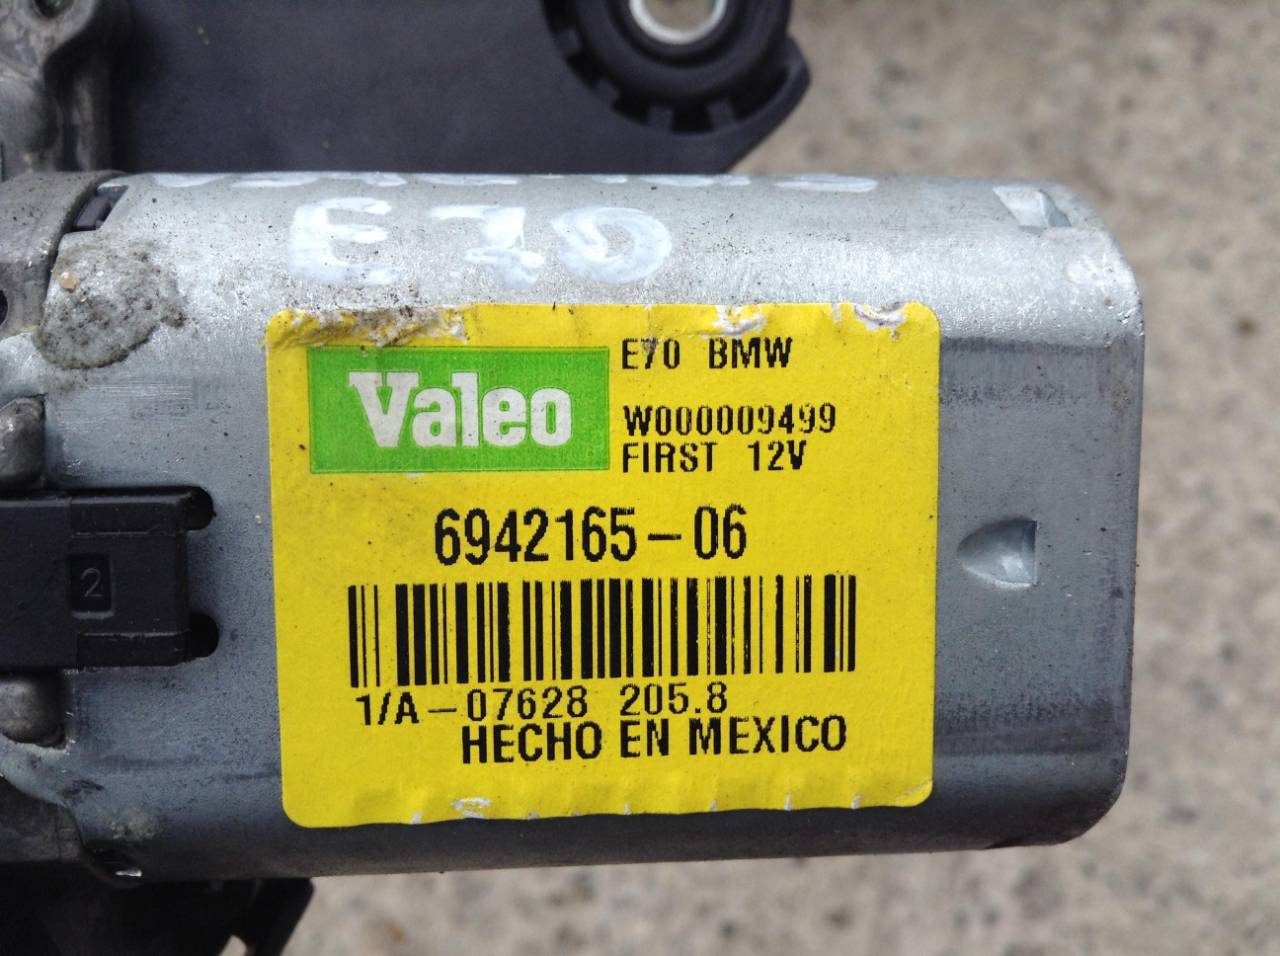 E70
Valeo
E70 BMW
W000009499
FIRST 12V
6942165-06
1/A-07628 205.8
HECHO EN MEXICO
2